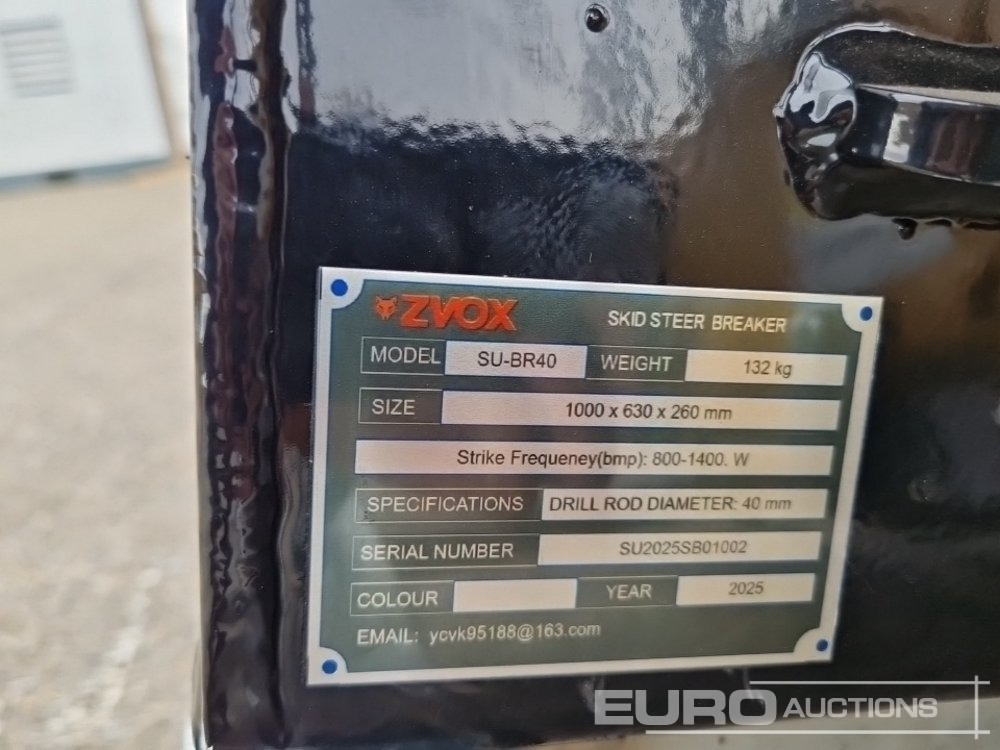 ZVOX SKID STEER BREAKER
MODEL SU-BR40 WEIGHT 132 kg
SIZE 1000 x 630 x 260 mm
Strike Frequeney(bmp): 800-1400. W
SPECIFICATIONS DRILL ROD DIAMETER: 40 mm
SERIAL NUMBER SU2025SB01002
COLOUR YEAR 2025
EMAIL: ycvk95188@163.com
EURO AUCTIONS